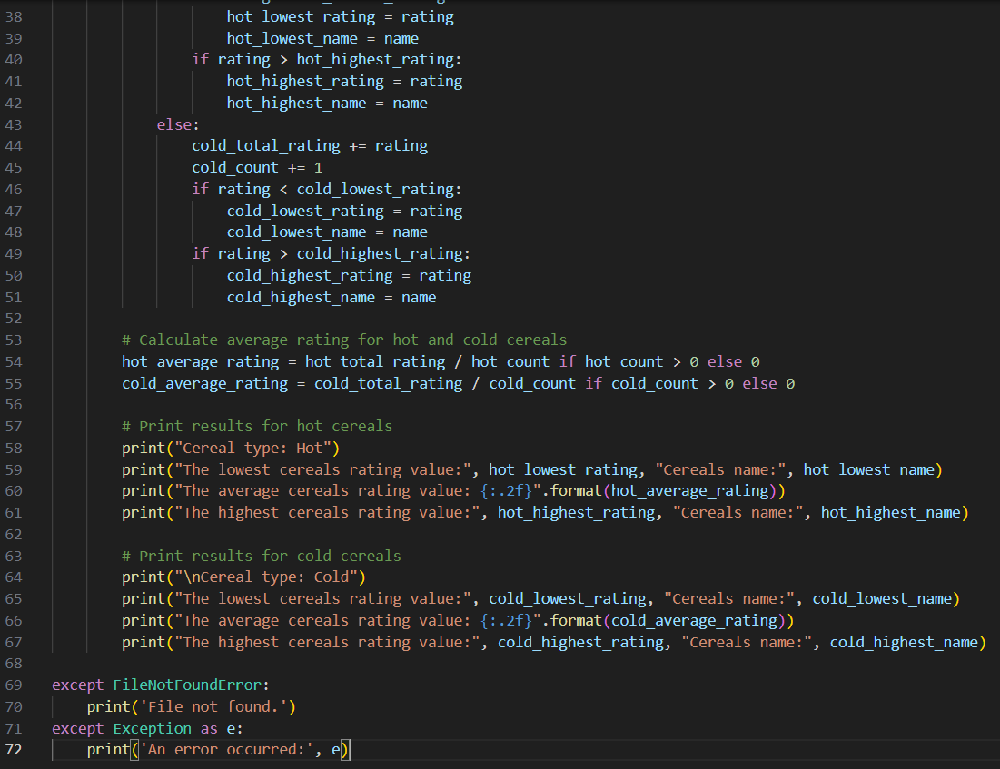 38 hot_lowest_rating = rating
39 hot_lowest_name = name
40 if rating > hot_highest_rating:
41 hot_highest_rating = rating
42 hot_highest_name = name
43 else:
44 cold_total_rating += rating
45 cold_count += 1
46 if rating < cold_lowest_rating:
47 cold_lowest_rating = rating
48 cold_lowest_name = name
49 if rating > cold_highest_rating:
50 cold_highest_rating = rating
51 cold_highest_name = name
52
53 # Calculate average rating for hot and cold cereals
54 hot_average_rating = hot_total_rating / hot_count if hot_count > 0 else 0
55 cold_average_rating = cold_total_rating / cold_count if cold_count > 0 else 0
56
57 # Print results for hot cereals
58 print("Cereal type: Hot")
59 print("The lowest cereals rating value:", hot_lowest_rating, "Cereals name:", hot_lowest_name)
60 print("The average cereals rating value: {:.2f}".format(hot_average_rating))
61 print("The highest cereals rating value:", hot_highest_rating, "Cereals name:", hot_highest_name)
62
63 # Print results for cold cereals
64 print("\nCereal type: Cold")
65 print("The lowest cereals rating value:", cold_lowest_rating, "Cereals name:", cold_lowest_name)
66 print("The average cereals rating value: {:.2f}".format(cold_average_rating))
67 print("The highest cereals rating value:", cold_highest_rating, "Cereals name:", cold_highest_name)
68
69 except FileNotFoundError:
70 print('File not found.')
71 except Exception as e:
72 print('An error occurred:', e)